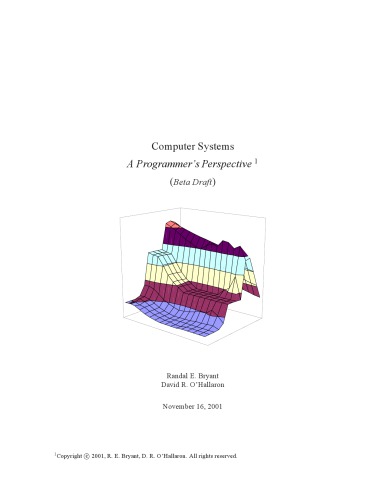 Computer Systems
A Programmer's Perspective 1
(Beta Draft)
Randal E. Bryant
David R. O'Hallaron
November 16, 2001
1Copyright © 2001, R. E. Bryant, D. R. O'Hallaron. All rights reserved.